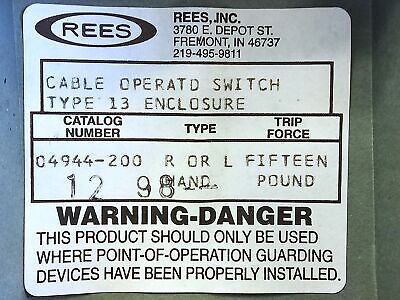 REES
REES, INC.
3780 E. DEPOT ST.
FREMONT, IN 46737
219-495-9811
CABLE OPERATD SWITCH
TYPE 13 ENCLOSURE
CATALOG NUMBER TYPE TRIP FORCE
04944-200 R OR L FIFTEEN
12 98 HAND POUND
WARNING-DANGER
THIS PRODUCT SHOULD ONLY BE USED
WHERE POINT-OF-OPERATION GUARDING
DEVICES HAVE BEEN PROPERLY INSTALLED.